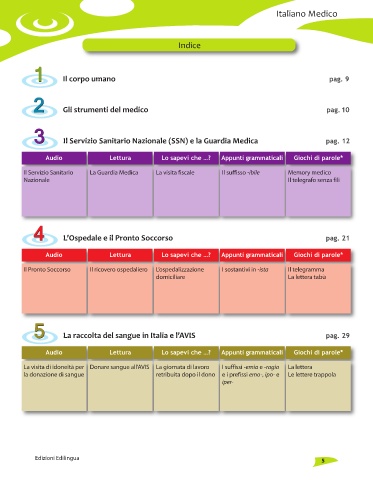 Italiano Medico
Indice
1 Il corpo umano pag. 9
2 Gli strumenti del medico pag. 10
3 Il Servizio Sanitario Nazionale (SSN) e la Guardia Medica pag. 12
Audio Lettura Lo sapevi che ...? Appunti grammaticali Giochi di parole*
Il Servizio Sanitario Nazionale
La Guardia Medica
La visita fiscale
Il suffisso -ibile
Memory medico
Il telegrafo senza fili
4 L'Ospedale e il Pronto Soccorso pag. 21
Audio Lettura Lo sapevi che ...? Appunti grammaticali Giochi di parole*
Il Pronto Soccorso
Il ricovero ospedaliero
L'ospedalizzazione
domiciliare
I sostantivi in -ista
Il telegramma
La lettera tabù
5 La raccolta del sangue in Italia e l'AVIS pag. 29
Audio Lettura Lo sapevi che ...? Appunti grammaticali Giochi di parole*
La visita di idoneità per
la donazione di sangue
Donare sangue all'AVIS
La giornata di lavoro
retribuita dopo il dono
I suffissi -emia e -ragia
e i prefissi emo-, ipo- e
iper-
La lettera
Le lettere trappola
Edizioni Edilingua
5